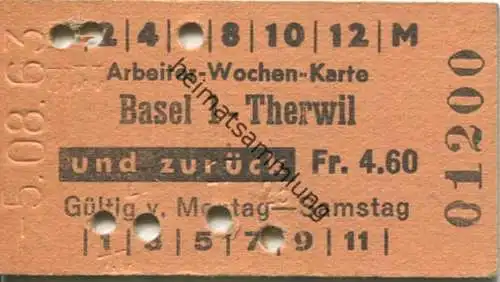 2 | 4 | 8 | 10 | 12 | M
Arbeiter-Wochen-Karte
Basel Therwil
und zurück Fr. 4.60
Gültig v. Montag - Samstag
| 1 | 3 | 5 | 7 | 9 | 11 |
-5.08.63
01200
heimatsammlung